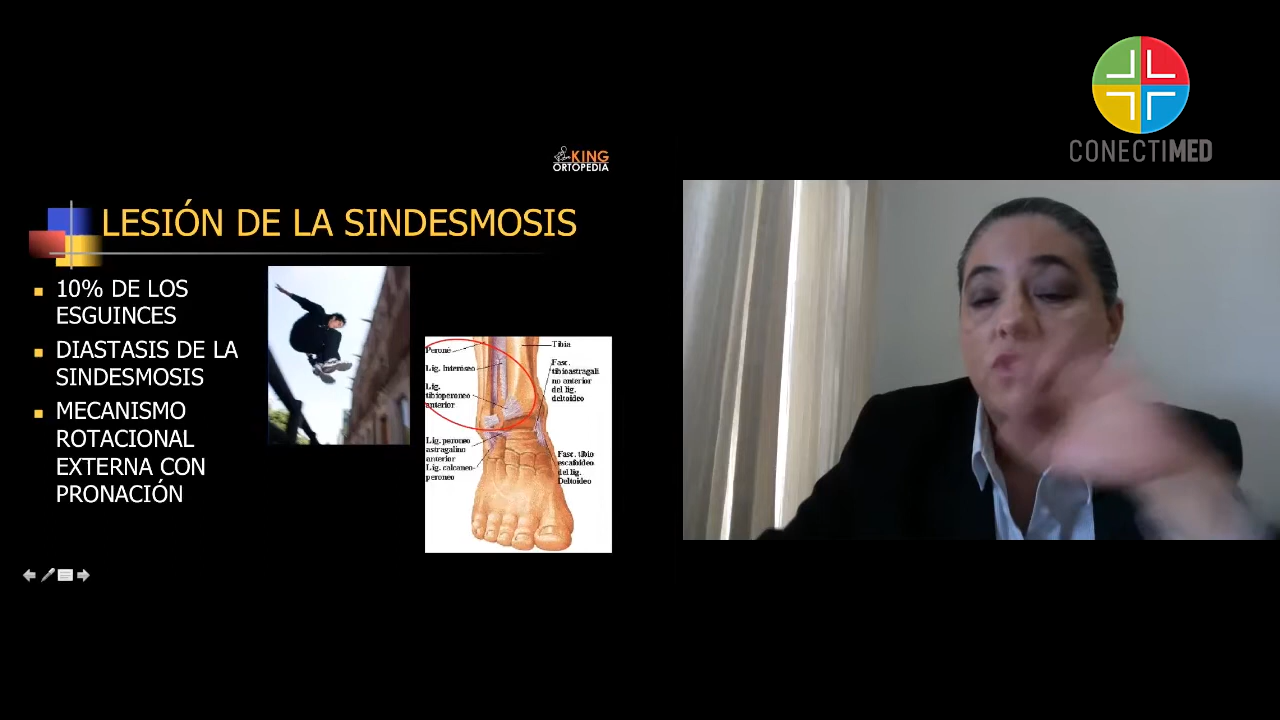 CONECTIMED
KING
ORTOPEDIA
LESIÓN DE LA SINDESMOSIS
10% DE LOS
ESGUINCES
DIASTASIS DE LA
SINDESMOSIS
MECANISMO
ROTACIONAL
EXTERNA CON
PRONACIÓN
Peroné
Lig. Interóseo
Lig.
tibioperoneo
anterior
Lig. peroneo
astragalino
anterior
Lig. calcaneo-
peroneo
Tibia
Fasc.
tibioastragali
no anterior
del lig.
deltoideo
Fasc. tibio
escafoideo
del lig.
Deltoideo